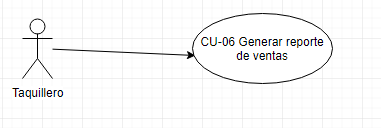 CU-06 Generar reporte
de ventas
Taquillero